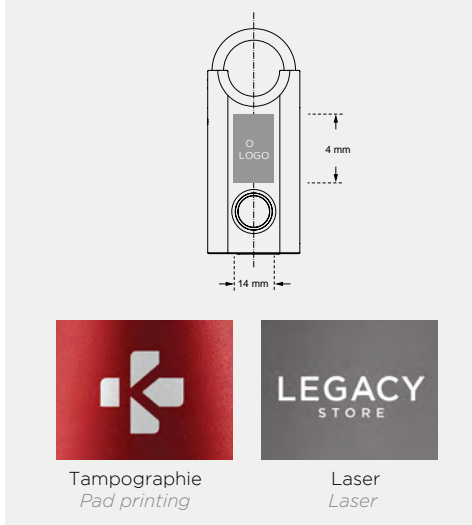 O
LOGO
4 mm
14 mm
LEGACY
STORE
Tampographie
Pad printing
Laser
Laser